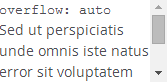 overflow: auto
Sed ut perspiciatis
unde omnis iste natus
error sit voluptatem